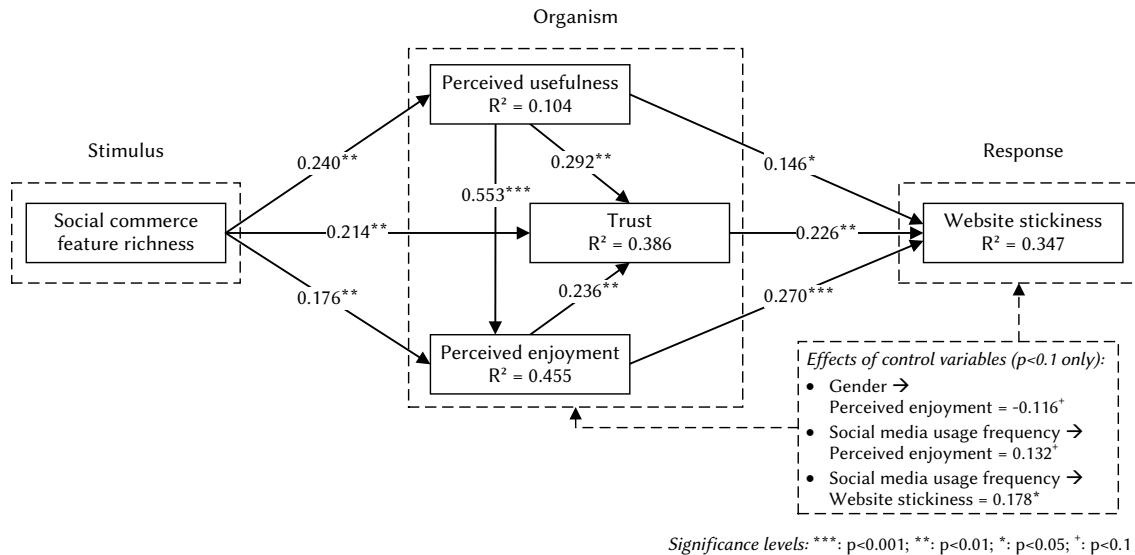 Organism
Perceived usefulness
R² = 0.104
Stimulus
0.240**
0.292**
0.146*
Response
0.553***
Social commerce
feature richness
0.214**
Trust
R² = 0.386
0.226**
Website stickiness
R² = 0.347
0.176**
0.236**
0.270***
Perceived enjoyment
R² = 0.455
Effects of control variables (p<0.1 only):
• Gender →
Perceived enjoyment = -0.116⁺
• Social media usage frequency →
Perceived enjoyment = 0.132⁺
• Social media usage frequency →
Website stickiness = 0.178*
Significance levels: ***: p<0.001; **: p<0.01; *: p<0.05; ⁺: p<0.1